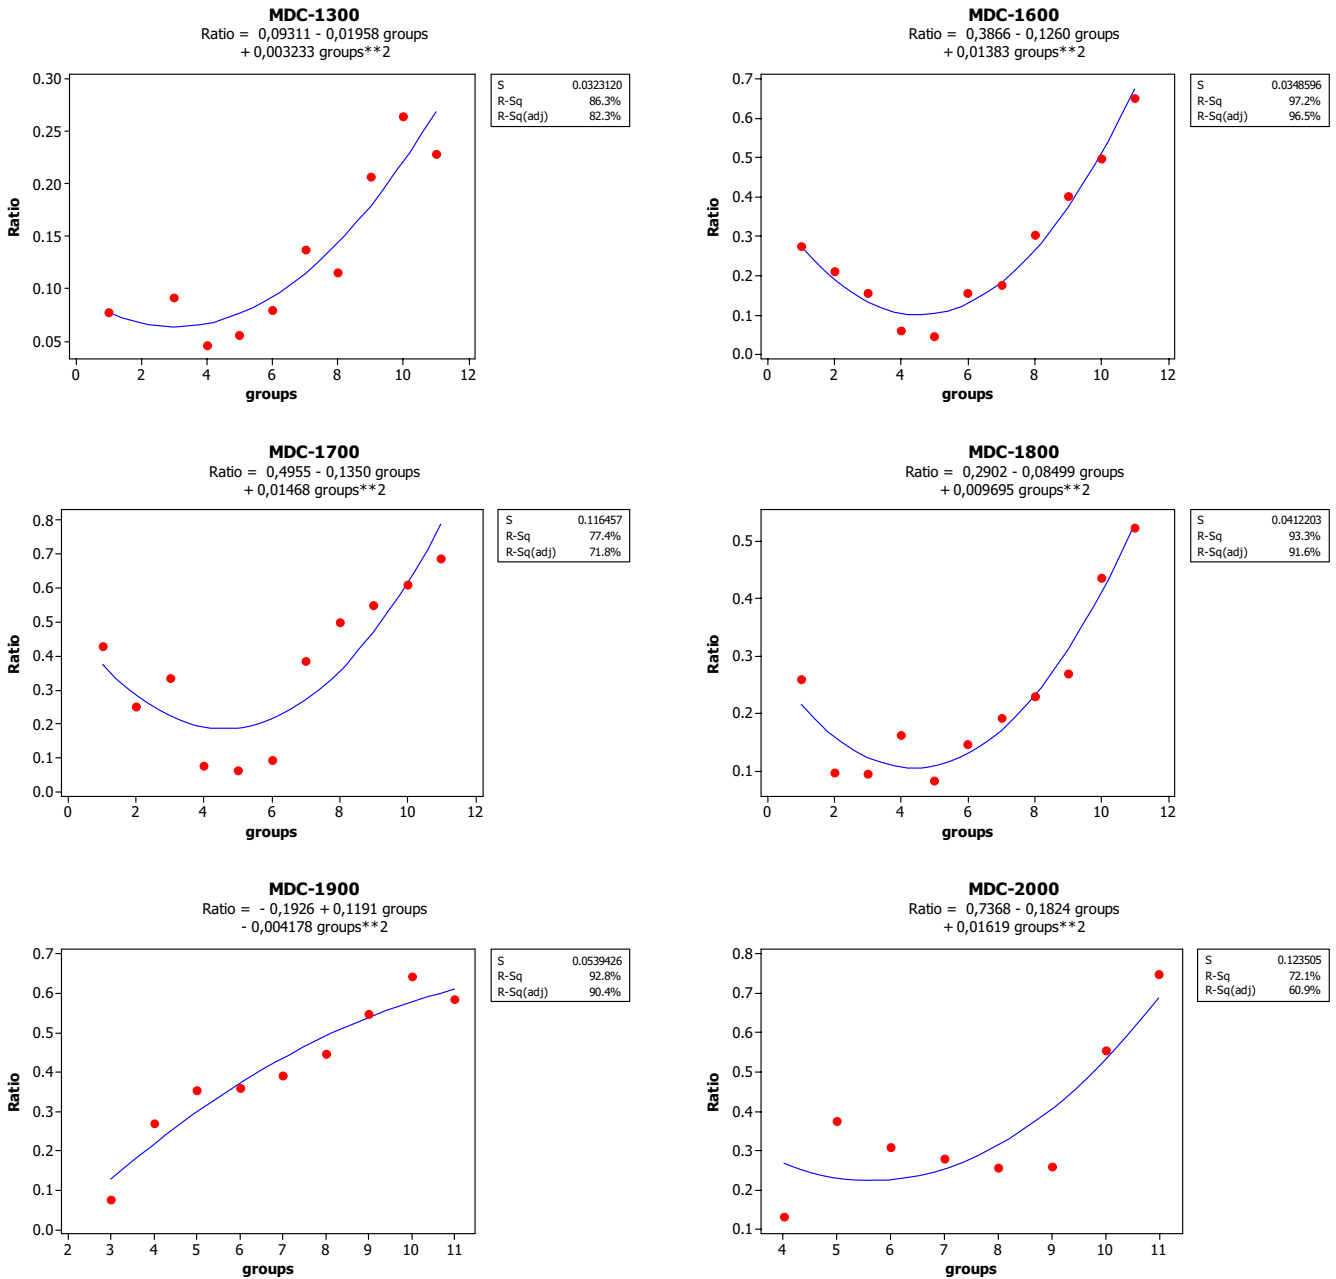 MDC-1300
Ratio = 0,09311 - 0,01958 groups
+ 0,003233 groups**2
0.30
0.25
0.20
0.15
0.10
0.05
Ratio
0 2 4 6 8 10 12
groups
S 0.0323120
R-Sq 86.3%
R-Sq(adj) 82.3%
MDC-1600
Ratio = 0,3866 - 0,1260 groups
+ 0,01383 groups**2
0.7
0.6
0.5
0.4
0.3
0.2
0.1
0.0
Ratio
0 2 4 6 8 10 12
groups
S 0.0348596
R-Sq 97.2%
R-Sq(adj) 96.5%
MDC-1700
Ratio = 0,4955 - 0,1350 groups
+ 0,01468 groups**2
0.8
0.7
0.6
0.5
0.4
0.3
0.2
0.1
0.0
Ratio
0 2 4 6 8 10 12
groups
S 0.116457
R-Sq 77.4%
R-Sq(adj) 71.8%
MDC-1800
Ratio = 0,2902 - 0,08499 groups
+ 0,009695 groups**2
0.5
0.4
0.3
0.2
0.1
Ratio
0 2 4 6 8 10 12
groups
S 0.0412203
R-Sq 93.3%
R-Sq(adj) 91.6%
MDC-1900
Ratio = - 0,1926 + 0,1191 groups
- 0,004178 groups**2
0.7
0.6
0.5
0.4
0.3
0.2
0.1
0.0
Ratio
2 3 4 5 6 7 8 9 10 11
groups
S 0.0539426
R-Sq 92.8%
R-Sq(adj) 90.4%
MDC-2000
Ratio = 0,7368 - 0,1824 groups
+ 0,01619 groups**2
0.8
0.7
0.6
0.5
0.4
0.3
0.2
0.1
Ratio
4 5 6 7 8 9 10 11
groups
S 0.123505
R-Sq 72.1%
R-Sq(adj) 60.9%